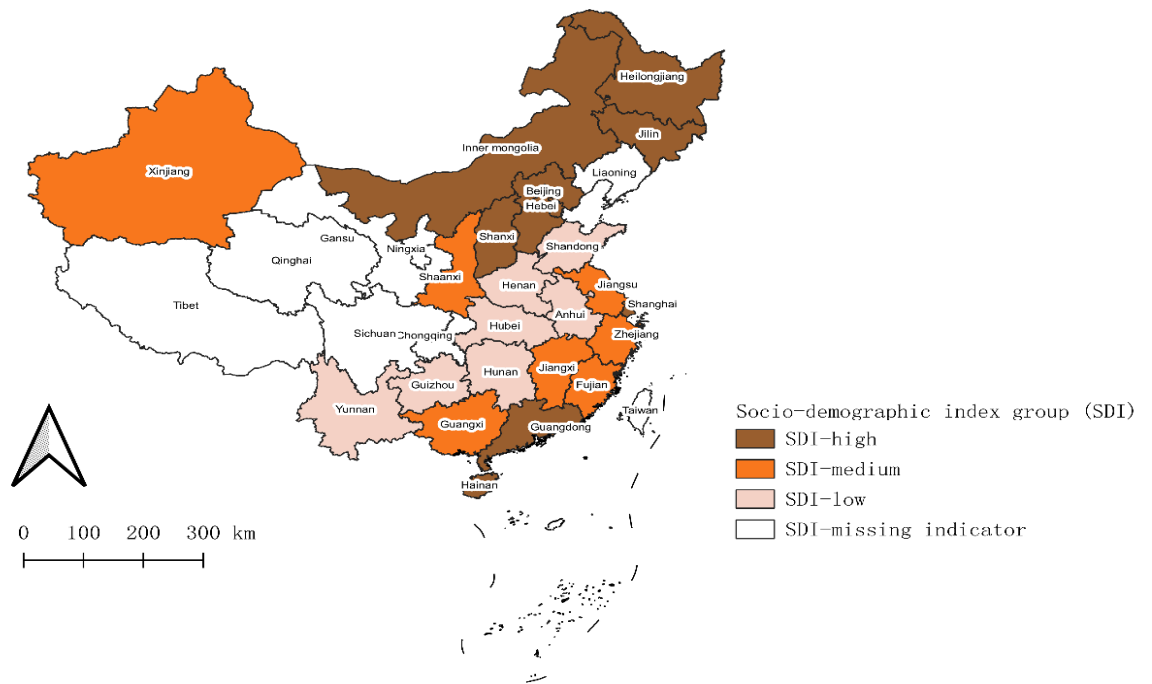 Heilongjiang
Jilin
Inner mongolia
Liaoning
Xinjiang
Beijing
Hebei
Gansu
Ningxia
Shanxi
Shandong
Qinghai
Shaanxi
Henan
Jiangsu
Tibet
Shanghai
Anhui
Hubei
Sichuan
Chongqing
Zhejiang
Hunan
Jiangxi
Guizhou
Fujian
Yunnan
Taiwan
Guangxi
Guangdong
Hainan
Socio-demographic index group (SDI)
SDI-high
SDI-medium
SDI-low
SDI-missing indicator
0 100 200 300 km